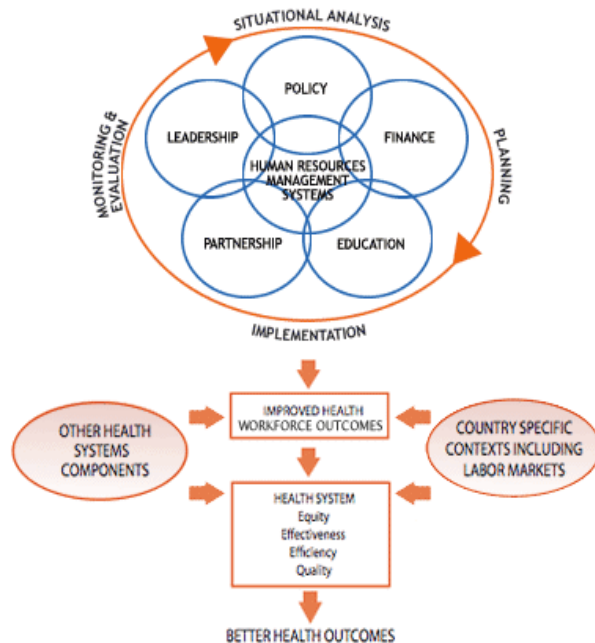 SITUATIONAL ANALYSIS
POLICY
LEADERSHIP
FINANCE
MONITORING &
EVALUATION
PLANNING
HUMAN RESOURCES
MANAGEMENT
SYSTEMS
PARTNERSHIP
EDUCATION
IMPLEMENTATION
IMPROVED HEALTH
WORKFORCE OUTCOMES
OTHER HEALTH
SYSTEMS
COMPONENTS
COUNTRY SPECIFIC
CONTEXTS INCLUDING
LABOR MARKETS
HEALTH SYSTEM
Equity
Effectiveness
Efficiency
Quality
BETTER HEALTH OUTCOMES